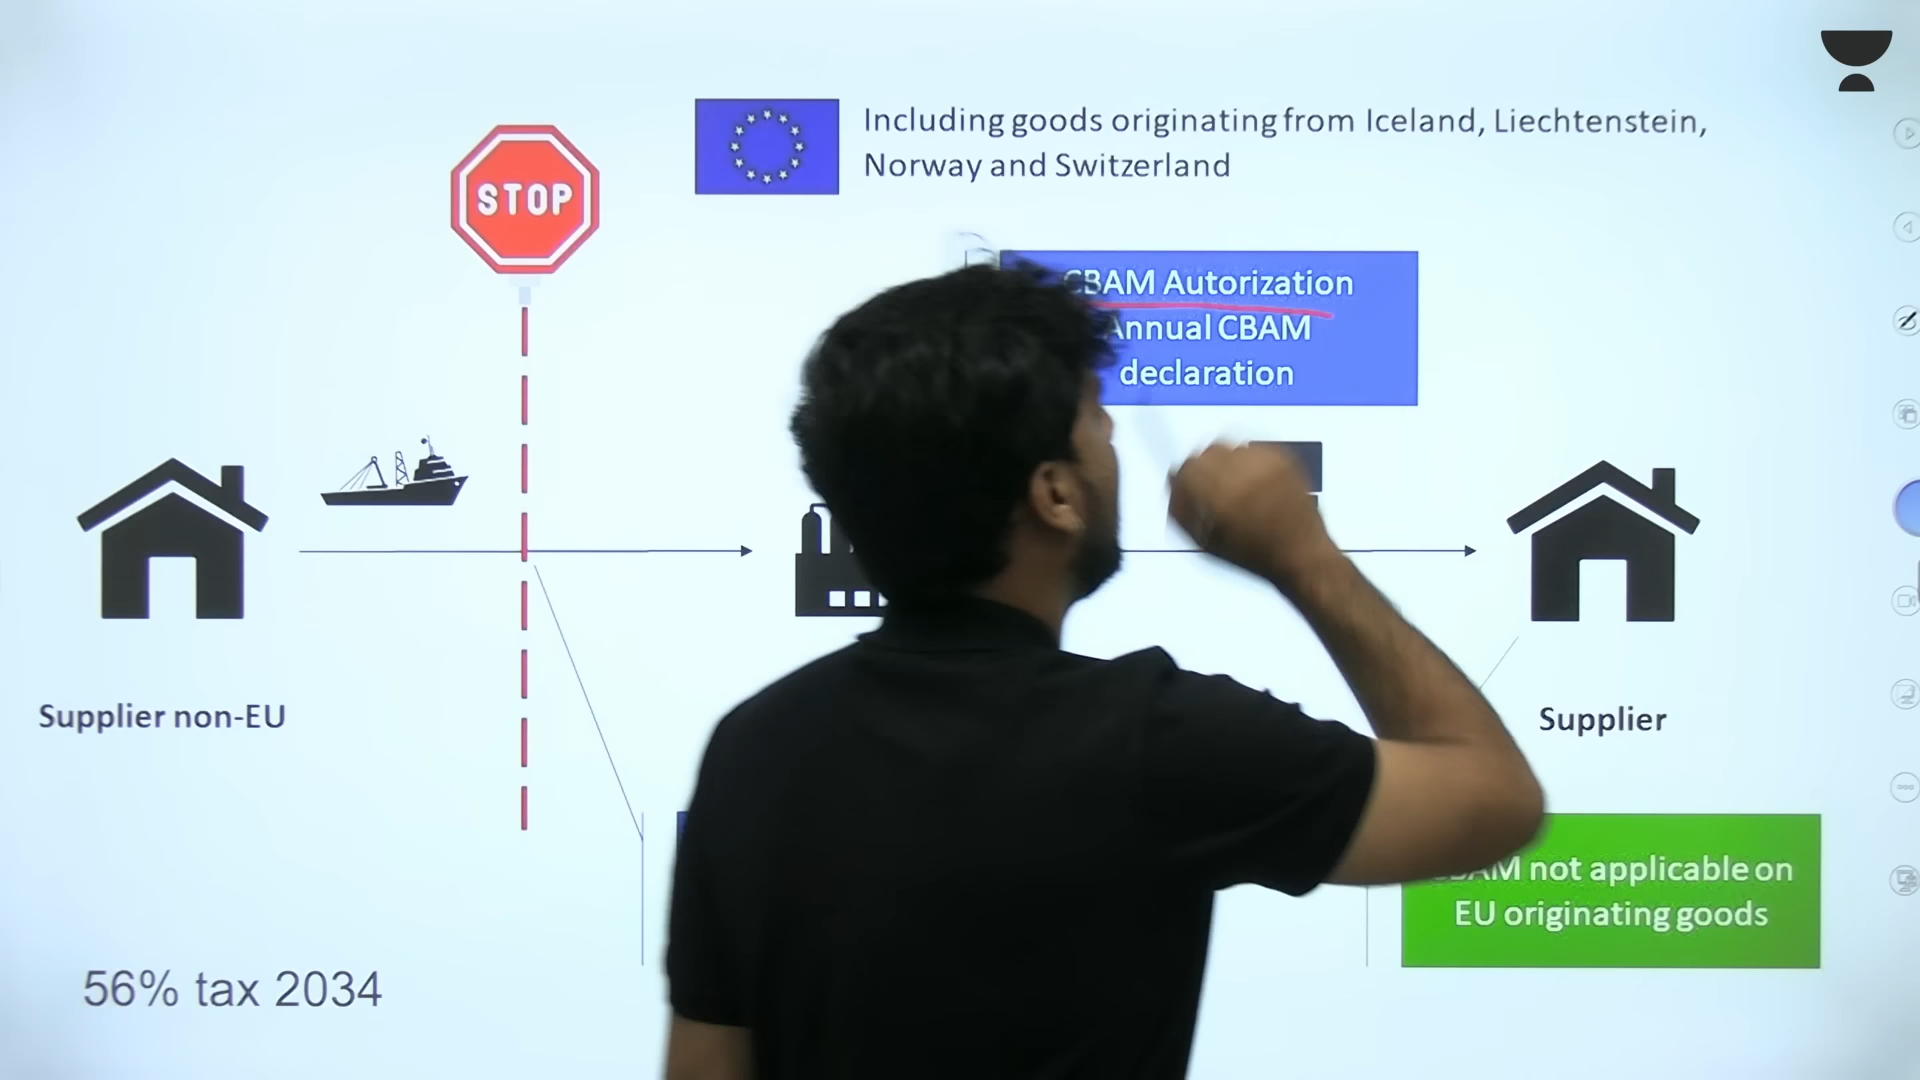 STOP
Including goods originating from Iceland, Liechtenstein,
Norway and Switzerland
CBAM Autorization
Annual CBAM
declaration
Supplier non-EU
Supplier
not applicable on
EU originating goods
56% tax 2034